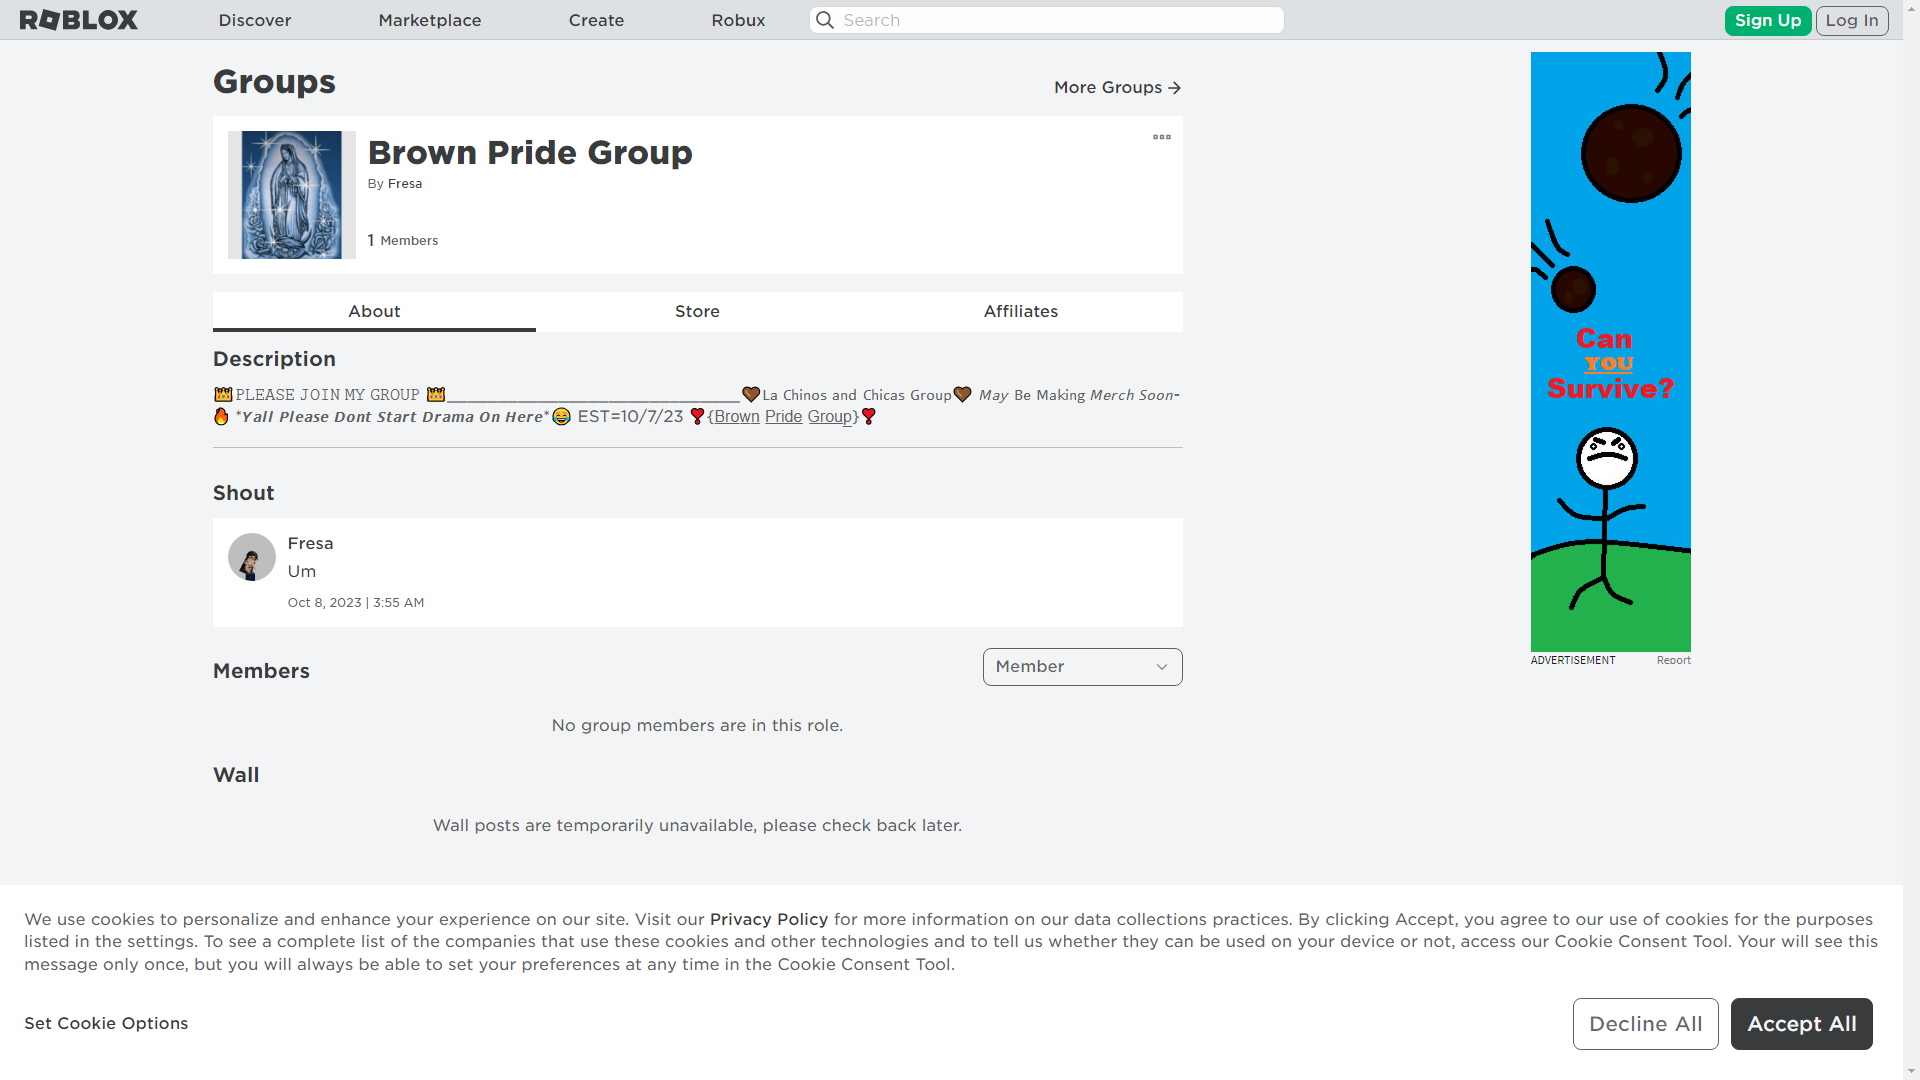 ROBLOX
Discover
Marketplace
Create
Robux
Search
Sign Up
Log In
Groups
More Groups
Brown Pride Group
By Fresa
1 Members
About
Store
Affiliates
Description
👑PLEASE JOIN MY GROUP 👑___________________________________🤎La Chinos and Chicas Group🤎 May Be Making Merch Soon-
🔥 *Yall Please Dont Start Drama On Here*😂 EST=10/7/23 ❣️{Brown Pride Group}❣️
Shout
Fresa
Um
Oct 8, 2023 | 3:55 AM
Members
Member
No group members are in this role.
Wall
Wall posts are temporarily unavailable, please check back later.
Can
YOU
Survive?
ADVERTISEMENT
Report
We use cookies to personalize and enhance your experience on our site. Visit our Privacy Policy for more information on our data collections practices. By clicking Accept, you agree to our use of cookies for the purposes
listed in the settings. To see a complete list of the companies that use these cookies and other technologies and to tell us whether they can be used on your device or not, access our Cookie Consent Tool. Your will see this
message only once, but you will always be able to set your preferences at any time in the Cookie Consent Tool.
Set Cookie Options
Decline All
Accept All